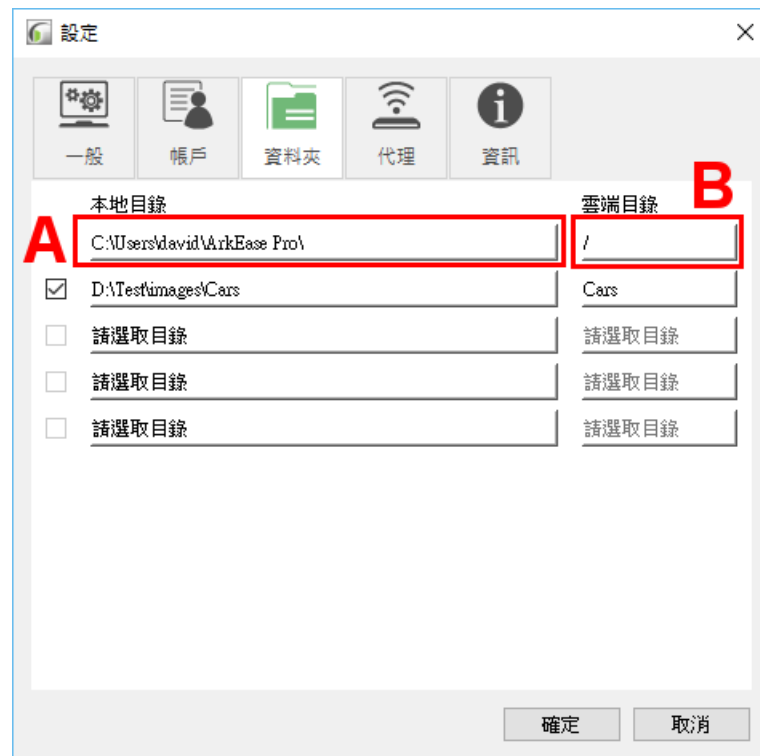 設定
一般 帳戶 資料夾 代理 資訊
本地目錄 雲端目錄 B
A C:\Users\david\ArkEase Pro\ /
D:\Test\images\Cars Cars
請選取目錄 請選取目錄
請選取目錄 請選取目錄
請選取目錄 請選取目錄
確定 取消